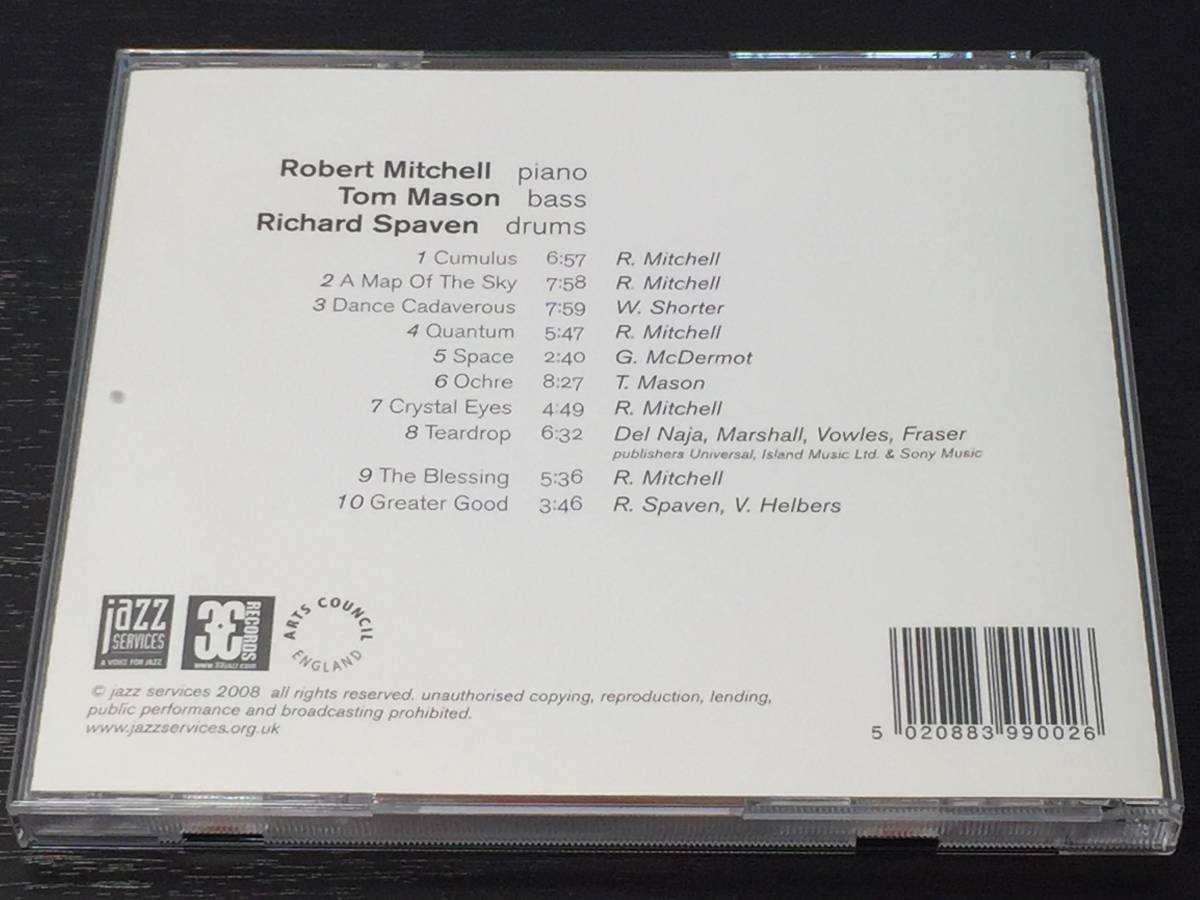 Robert Mitchell piano
Tom Mason bass
Richard Spaven drums
1 Cumulus 6:57 R. Mitchell
2 A Map Of The Sky 7:58 R. Mitchell
3 Dance Cadaverous 7:59 W. Shorter
4 Quantum 5:47 R. Mitchell
5 Space 2:40 G. McDermot
6 Ochre 8:27 T. Mason
7 Crystal Eyes 4:49 R. Mitchell
8 Teardrop 6:32 Del Naja, Marshall, Vowles, Fraser
publishers Universal, Island Music Ltd. & Sony Music
9 The Blessing 5:36 R. Mitchell
10 Greater Good 3:46 R. Spaven, V. Helbers
jazz
SERVICES
A VOICE FOR JAZZ
33 RECORDS
www.33jazz.com
ARTS COUNCIL
ENGLAND
© jazz services 2008 all rights reserved. unauthorised copying, reproduction, lending,
public performance and broadcasting prohibited.
www.jazzservices.org.uk
5 020883 990026